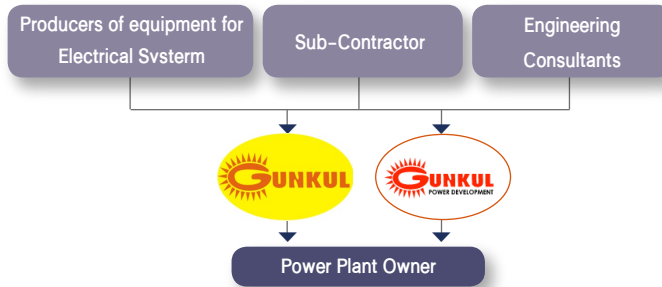 Producers of equipment for
Electrical Svsterm
Sub-Contractor
Engineering
Consultants
GUNKUL
GUNKUL
POWER DEVELOPMENT
Power Plant Owner